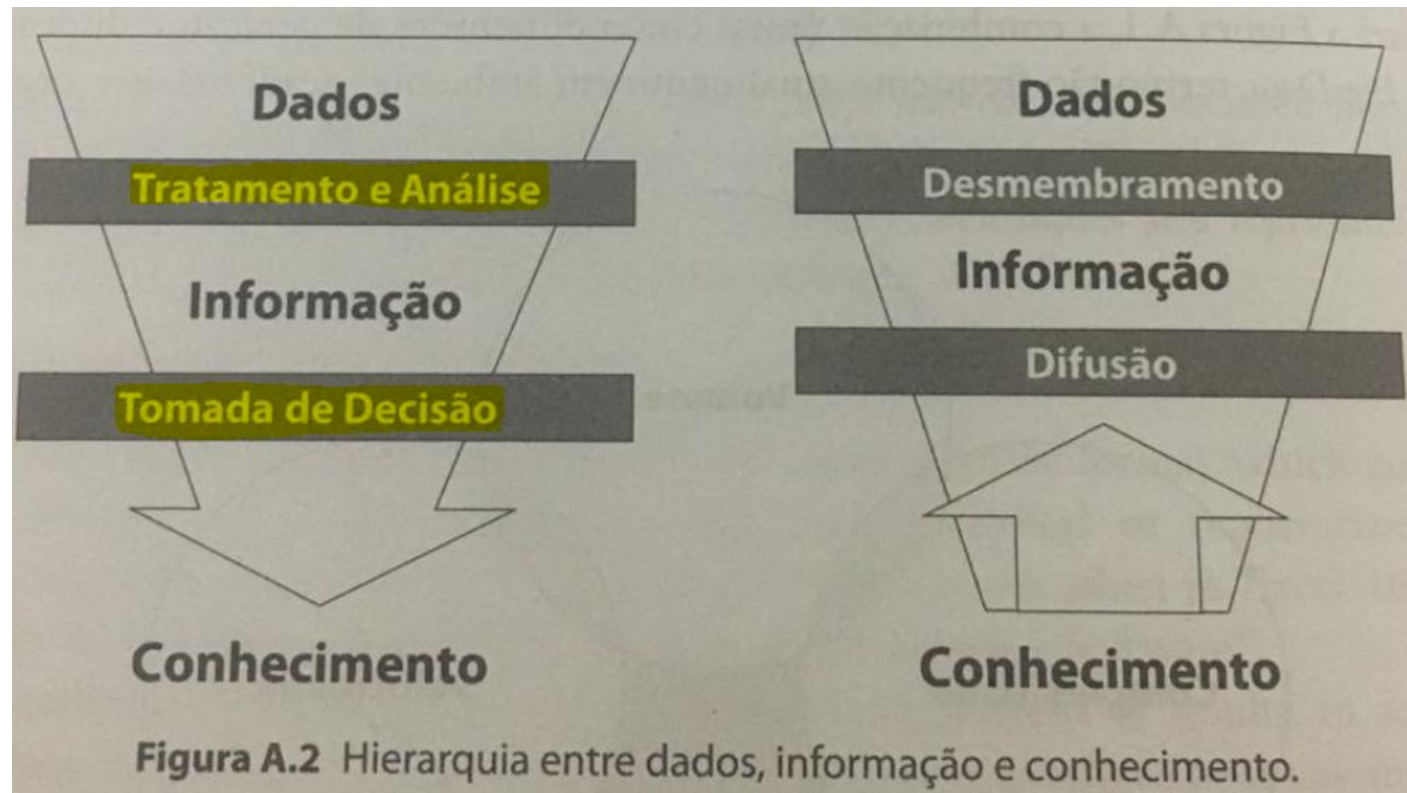 Dados
Tratamento e Análise
Informação
Tomada de Decisão
Conhecimento
Dados
Desmembramento
Informação
Difusão
Conhecimento
Figura A.2 Hierarquia entre dados, informação e conhecimento.